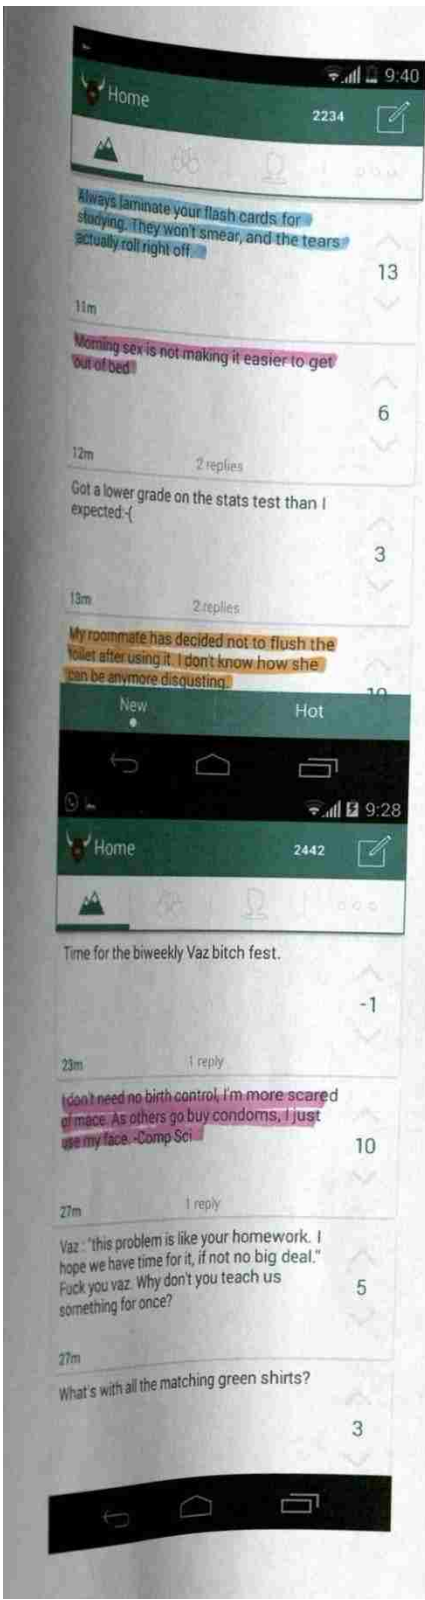 9:40
Home
2234
Always laminate your flash cards for
studying. They won't smear, and the tears
actually roll right off.
13
11m
Morning sex is not making it easier to get
out of bed
6
12m
2 replies
Got a lower grade on the stats test than I
expected:-(
3
13m
2 replies
My roommate has decided not to flush the
toilet after using it. I don't know how she
can be anymore disgusting.
10
New
Hot
9:28
Home
2442
Time for the biweekly Vaz bitch fest.
-1
23m
1 reply
I don't need no birth control, I'm more scared
of mace. As others go buy condoms, I just
use my face. -Comp Sci
10
27m
1 reply
Vaz : "this problem is like your homework. I
hope we have time for it, if not no big deal."
Fuck you vaz. Why don't you teach us
something for once?
5
27m
What's with all the matching green shirts?
3